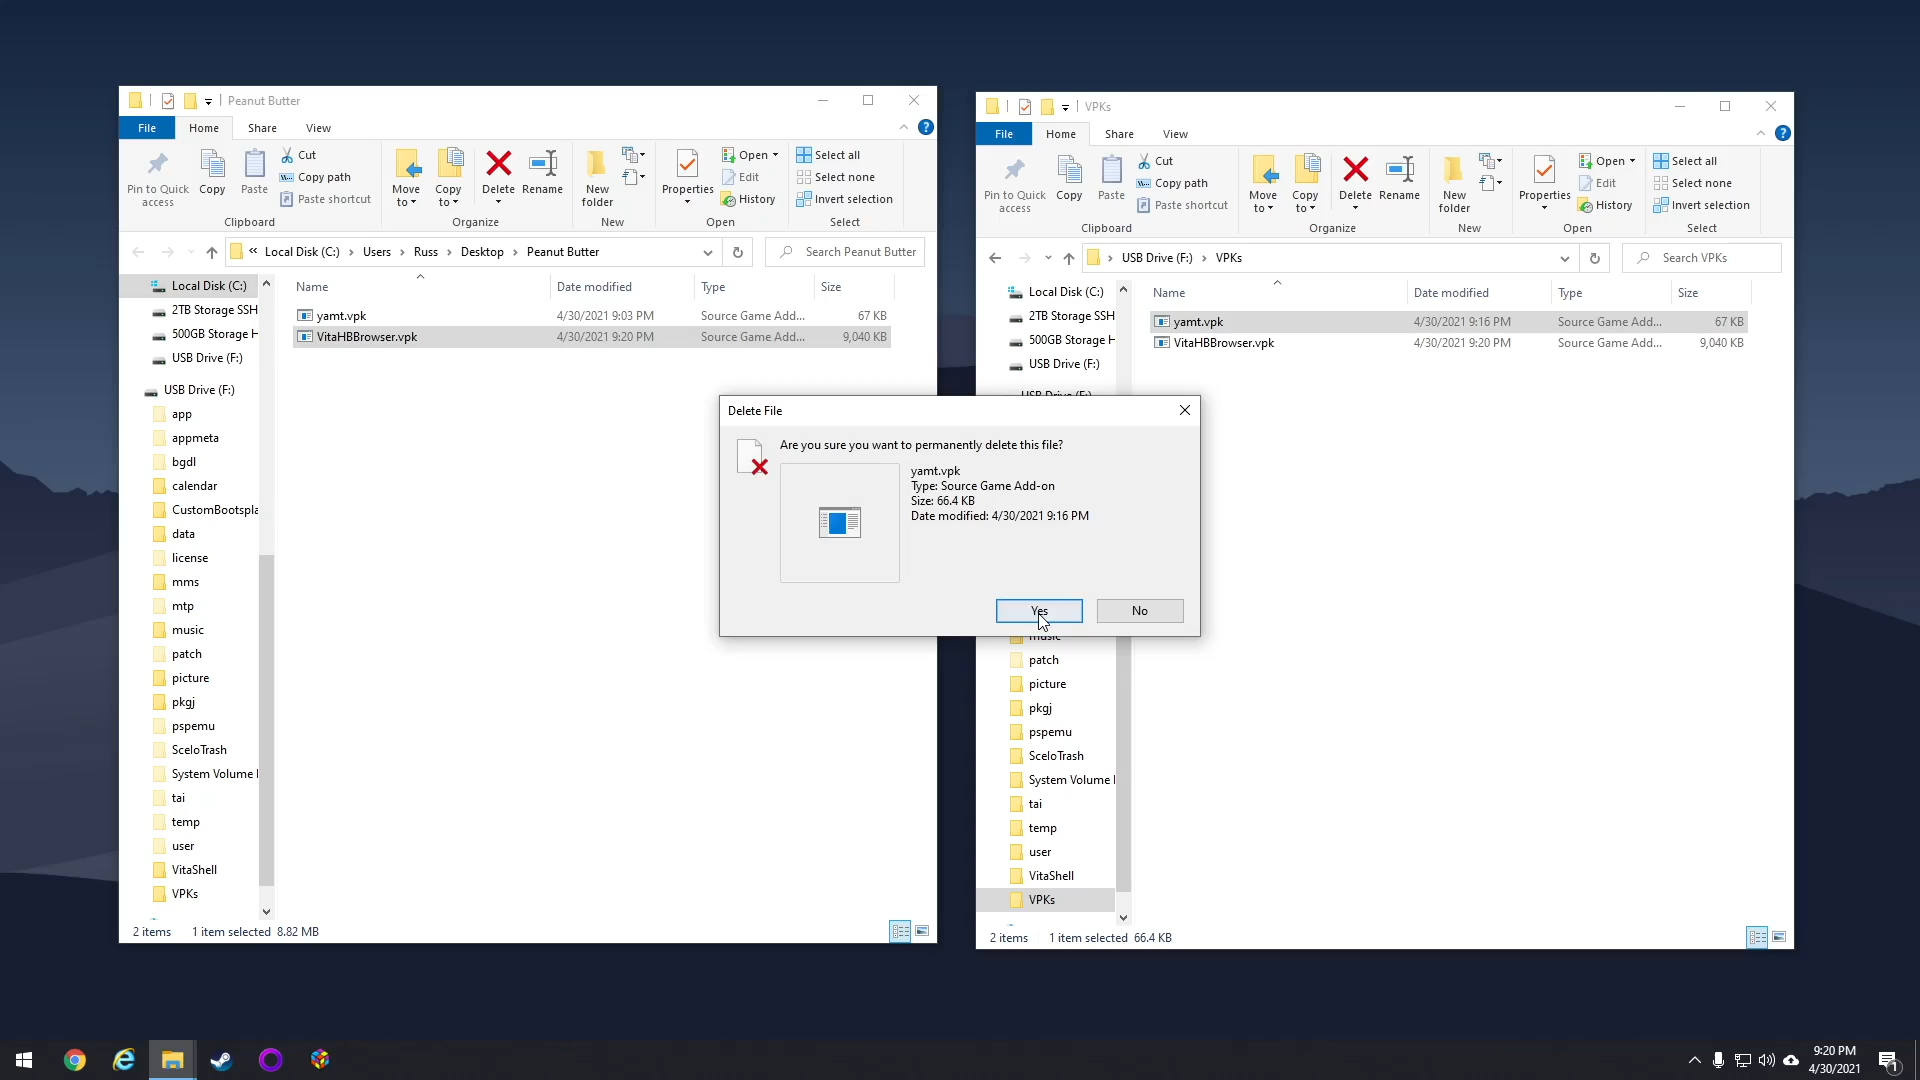 Peanut Butter
File
Home
Share
View
Pin to Quick access
Copy
Paste
Cut
Copy path
Paste shortcut
Clipboard
Move to
Copy to
Delete
Rename
Organize
New folder
New
Properties
Open
Edit
History
Open
Select all
Select none
Invert selection
Select
« Local Disk (C:) › Users › Russ › Desktop › Peanut Butter
Search Peanut Butter
Name Date modified Type Size
yamt.vpk 4/30/2021 9:03 PM Source Game Add... 67 KB
VitaHBBrowser.vpk 4/30/2021 9:20 PM Source Game Add... 9,040 KB
Local Disk (C:)
2TB Storage SSH
500GB Storage H
USB Drive (F:)
USB Drive (F:)
app
appmeta
bgdl
calendar
CustomBootspla
data
license
mms
mtp
music
patch
picture
pkgj
pspemu
SceIoTrash
System Volume I
tai
temp
user
VitaShell
VPKs
2 items 1 item selected 8.82 MB
VPKs
File
Home
Share
View
Pin to Quick access
Copy
Paste
Cut
Copy path
Paste shortcut
Clipboard
Move to
Copy to
Delete
Rename
Organize
New folder
New
Properties
Open
Edit
History
Open
Select all
Select none
Invert selection
Select
› USB Drive (F:) › VPKs
Search VPKs
Name Date modified Type Size
yamt.vpk 4/30/2021 9:16 PM Source Game Add... 67 KB
VitaHBBrowser.vpk 4/30/2021 9:20 PM Source Game Add... 9,040 KB
Local Disk (C:)
2TB Storage SSH
500GB Storage H
USB Drive (F:)
USB Drive (F:)
music
patch
picture
pkgj
pspemu
SceIoTrash
System Volume I
tai
temp
user
VitaShell
VPKs
2 items 1 item selected 66.4 KB
Delete File
Are you sure you want to permanently delete this file?
yamt.vpk
Type: Source Game Add-on
Size: 66.4 KB
Date modified: 4/30/2021 9:16 PM
Yes
No
9:20 PM
4/30/2021
1